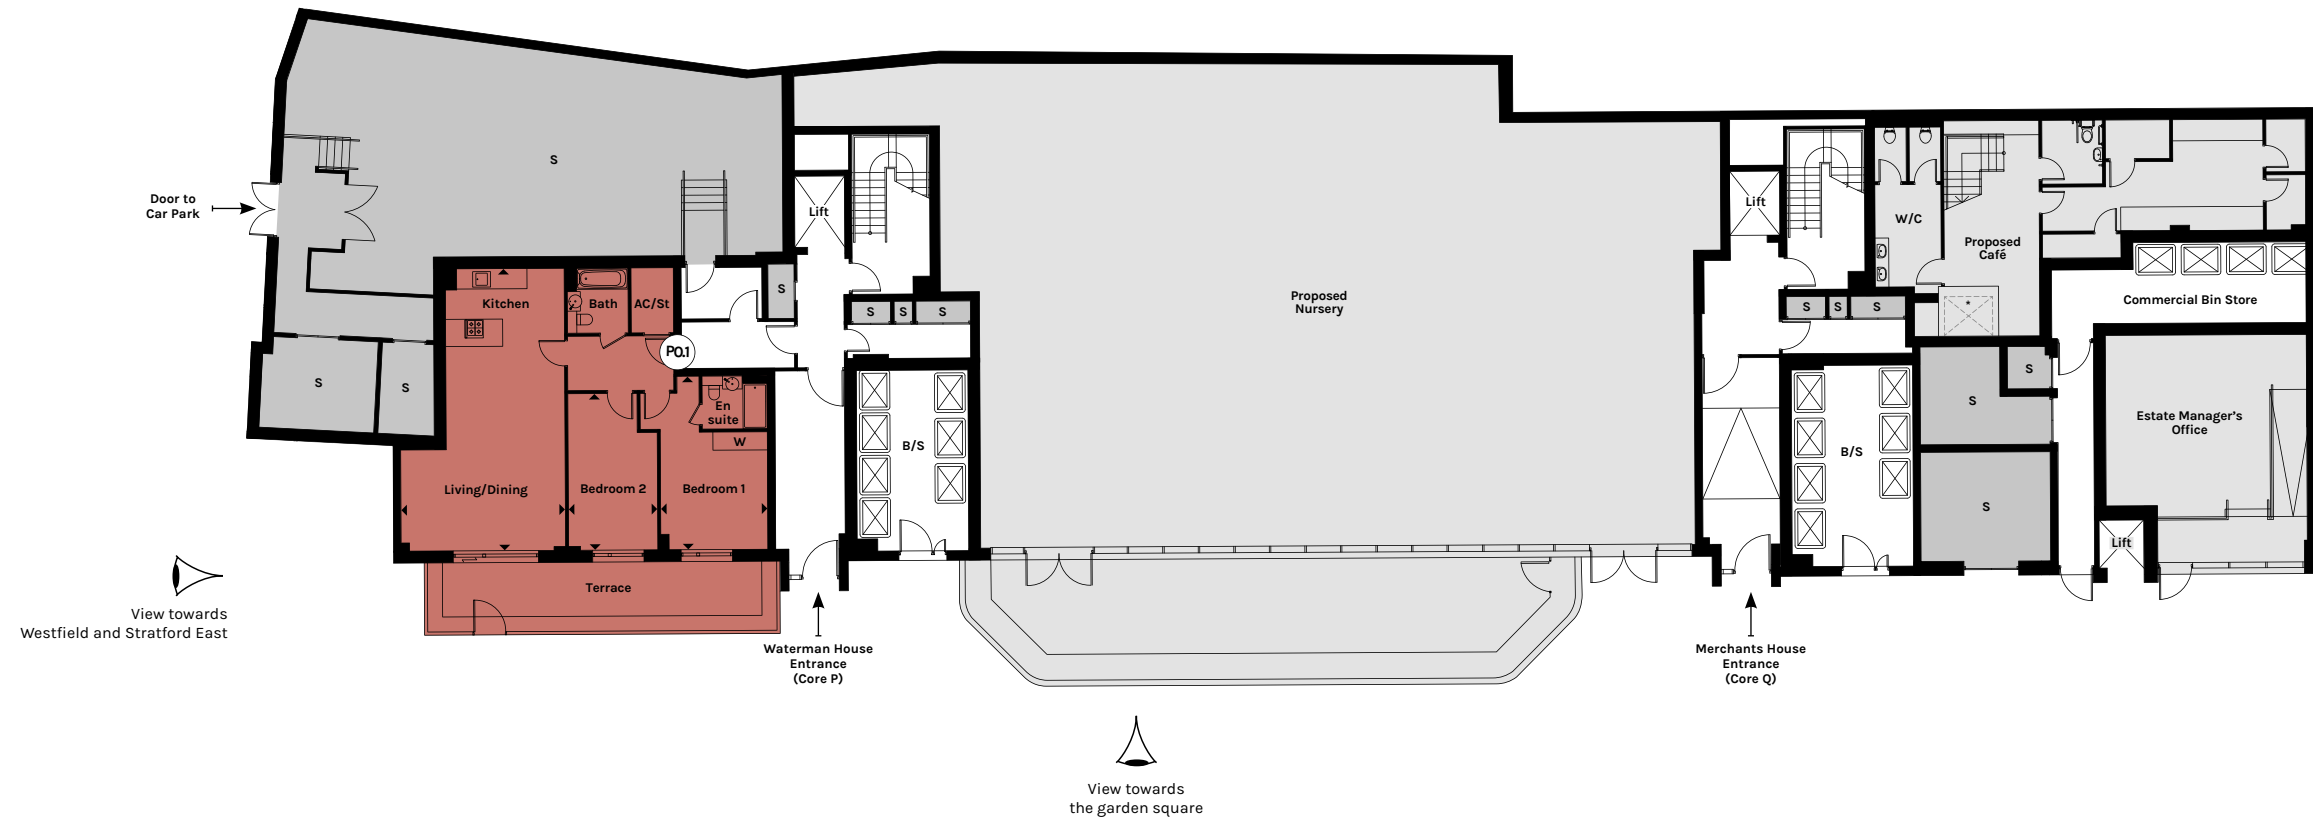 S
Door to
Car Park
Lift
Lift
W/C
Proposed
Café
Kitchen
Bath
AC/St
S
Proposed
Nursery
*
Commercial Bin Store
S
S
S
S
S
S
P0.1
S
S
En
suite
W
B/S
S
S
B/S
Estate Manager's
Office
Living/Dining
Bedroom 2
Bedroom 1
S
Lift
Terrace
View towards
Westfield and Stratford East
Waterman House
Entrance
(Core P)
Merchants House
Entrance
(Core Q)
View towards
the garden square